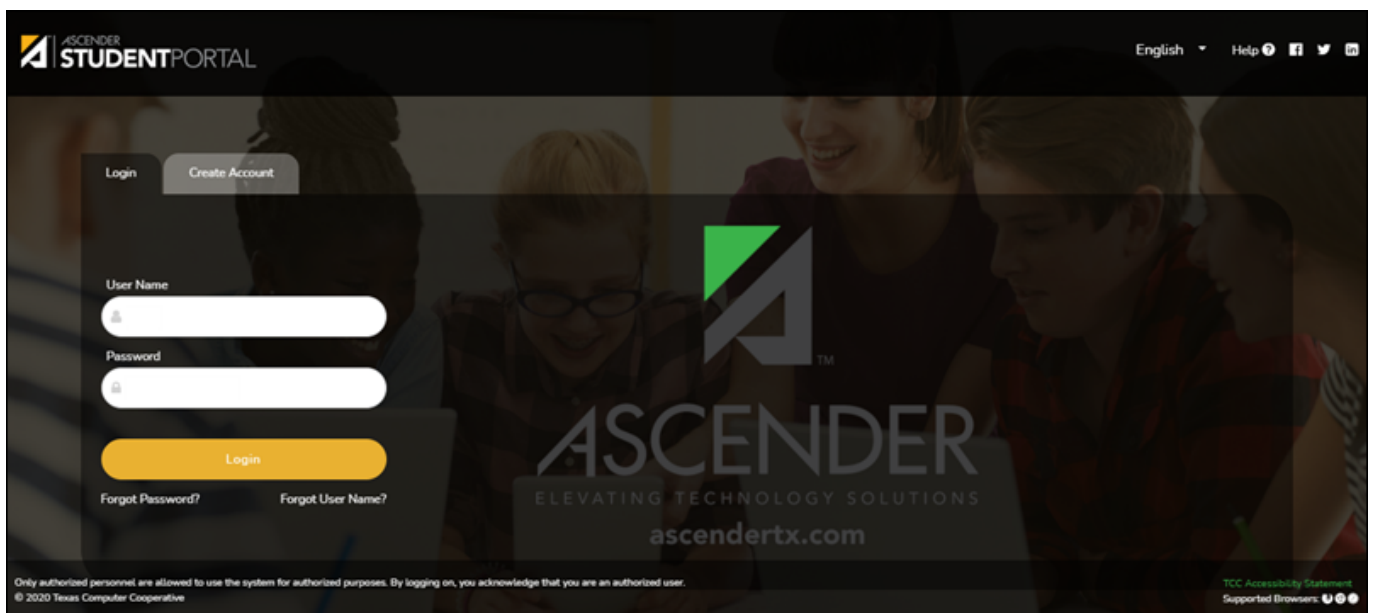 ASCENDER
STUDENTPORTAL
English
Help
Login
Create Account
User Name
Password
Login
Forgot Password?
Forgot User Name?
TM
ASCENDER
ELEVATING TECHNOLOGY SOLUTIONS
ascendertx.com
Only authorized personnel are allowed to use the system for authorized purposes. By logging on, you acknowledge that you are an authorized user.
© 2020 Texas Computer Cooperative
TCC Accessibility Statement
Supported Browsers: